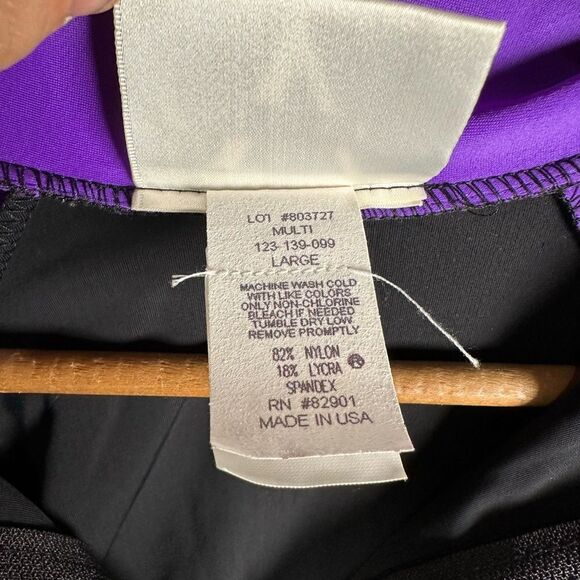 LOT #803727
MULTI
123-139-099
LARGE
MACHINE WASH COLD
WITH LIKE COLORS
ONLY NON-CHLORINE
BLEACH IF NEEDED
TUMBLE DRY LOW
REMOVE PROMPTLY
82% NYLON
18% LYCRA ®
SPANDEX
RN #82901
MADE IN USA